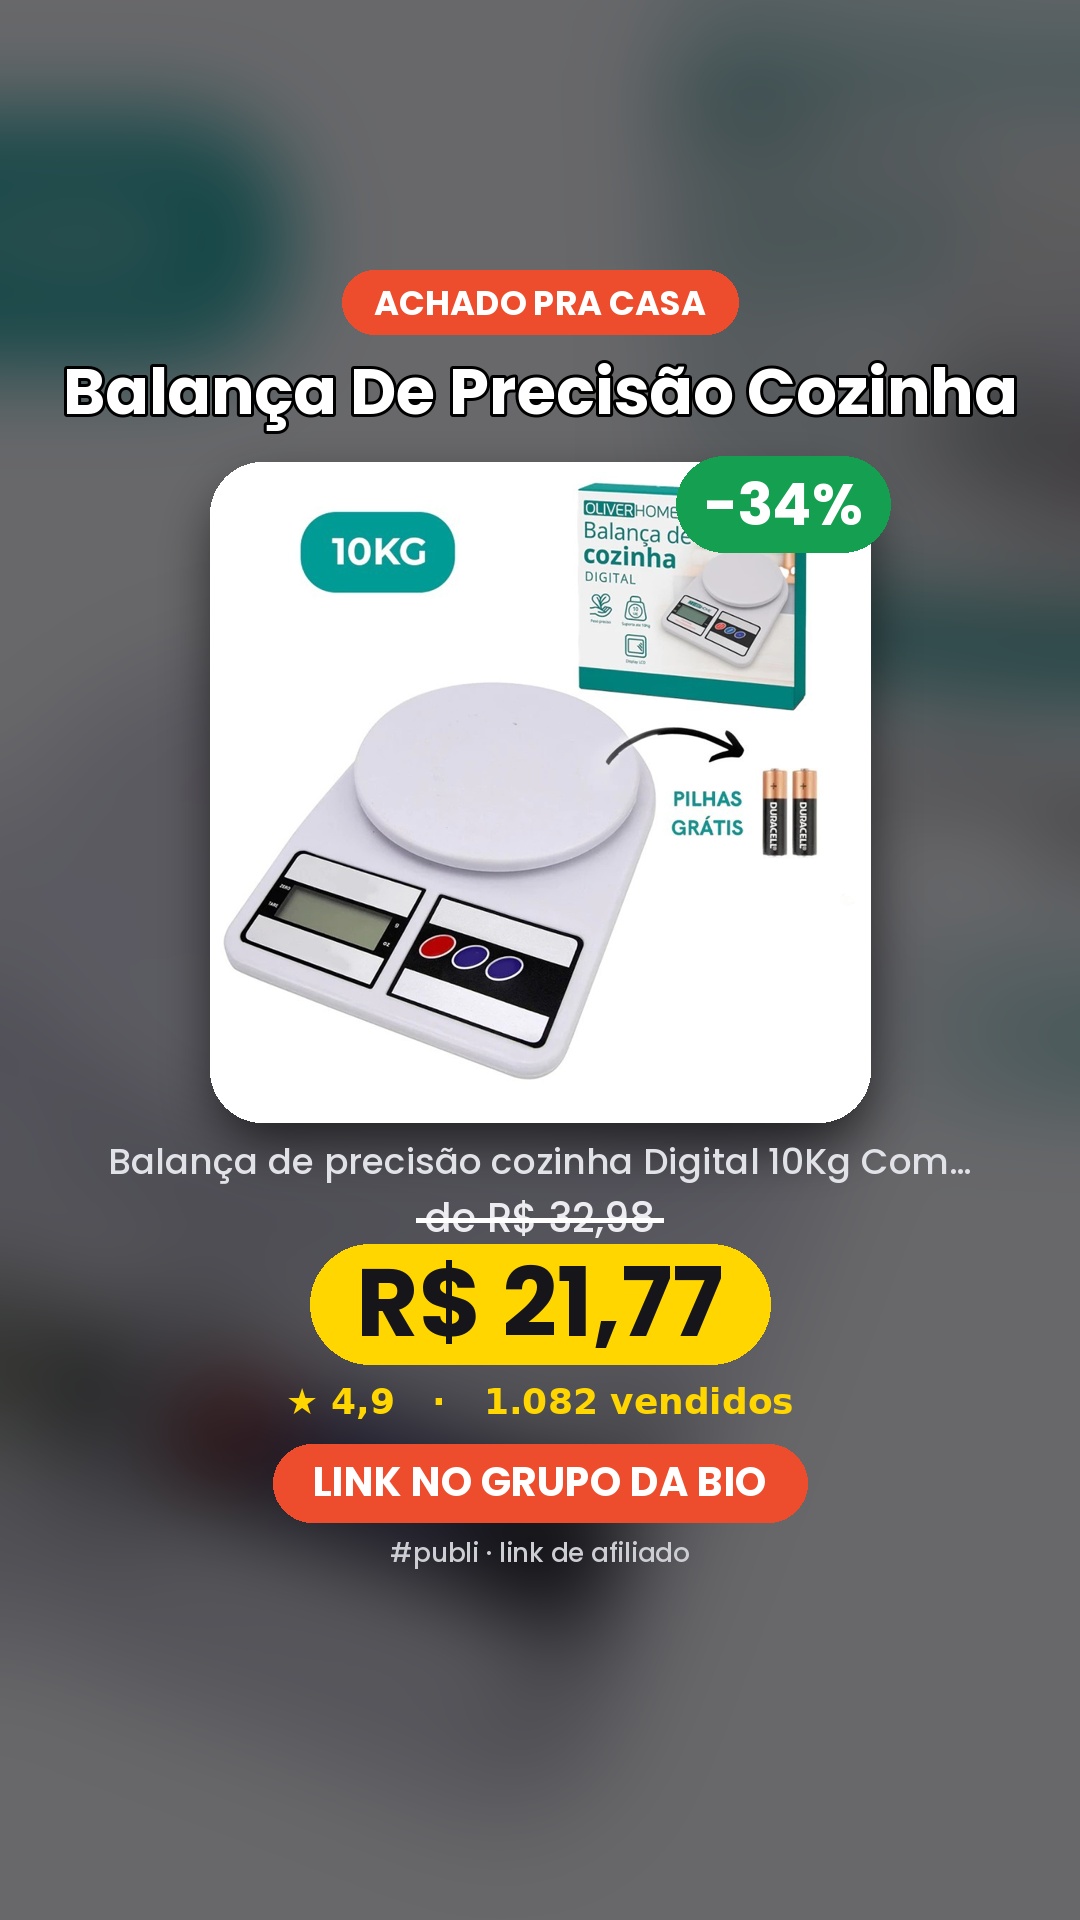 ACHADO PRA CASA
Balança De Precisão Cozinha
-34%
10KG
OLIVERHOME
Balança de
cozinha
DIGITAL
PILHAS
GRÁTIS
DURACELL
DURACELL
ZERO
TARE
g
OZ
Balança de precisão cozinha Digital 10Kg Com...
de R$ 32,98
R$ 21,77
★ 4,9 · 1.082 vendidos
LINK NO GRUPO DA BIO
#publi · link de afiliado